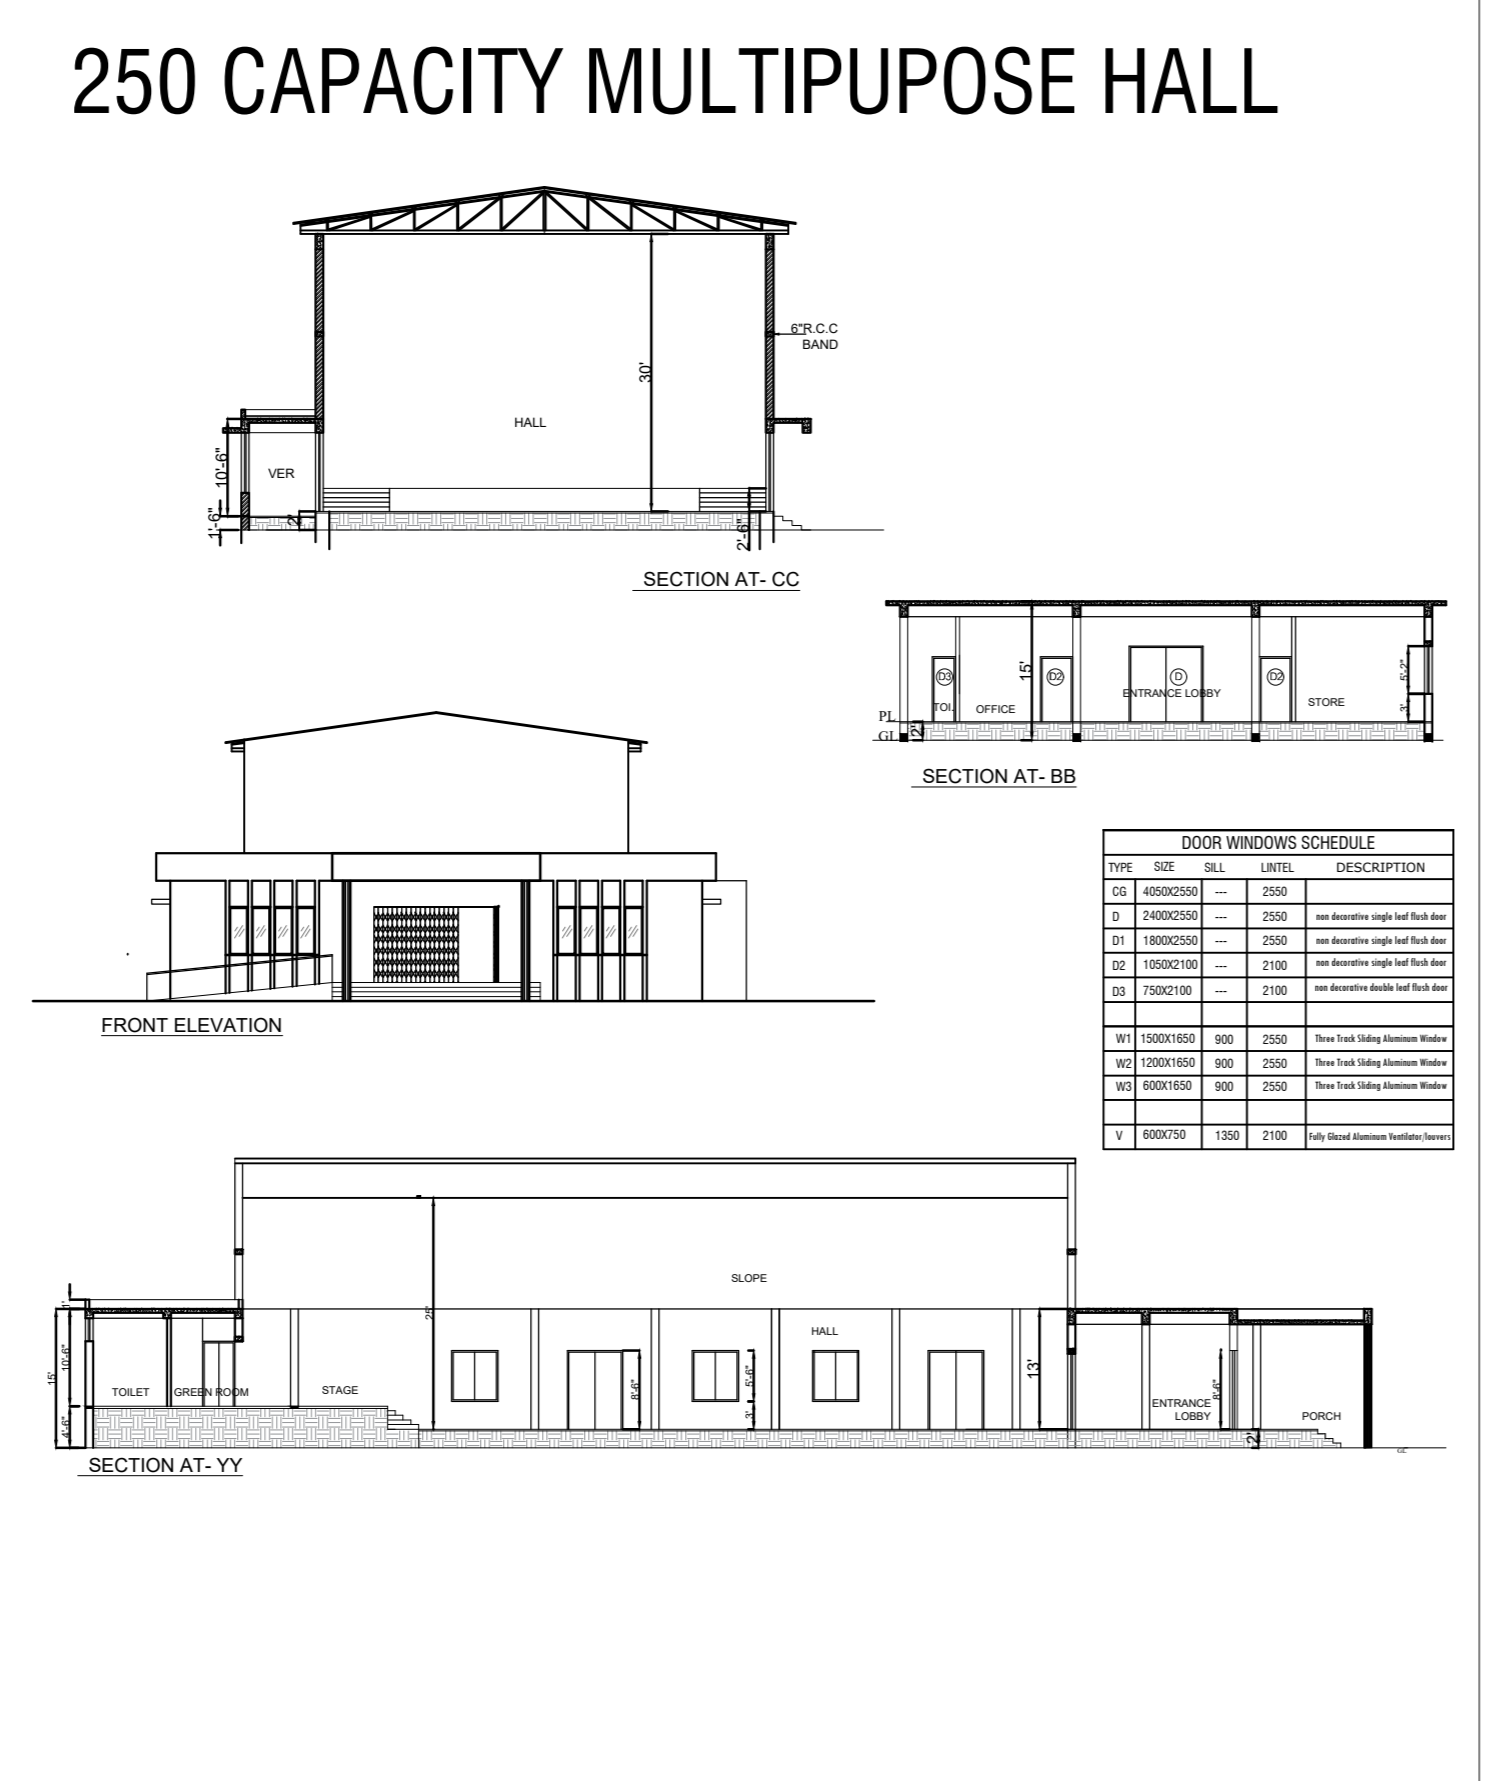 250 CAPACITY MULTIPUPOSE HALL
6"R.C.C
BAND
30'
HALL
10'-6"
VER
1'-6"
2'
2'-6"
SECTION AT- CC
15'
D3
D2
D
D2
5'-2"
ENTRANCE LOBBY
TOI.
OFFICE
STORE
3'
PL
GL
2'
SECTION AT- BB
FRONT ELEVATION
DOOR WINDOWS SCHEDULE
TYPE SIZE SILL LINTEL DESCRIPTION
CG 4050X2550 --- 2550
D 2400X2550 --- 2550 non decorative single leaf flush door
D1 1800X2550 --- 2550 non decorative single leaf flush door
D2 1050X2100 --- 2100 non decorative single leaf flush door
D3 750X2100 --- 2100 non decorative double leaf flush door
W1 1500X1650 900 2550 Three Track Sliding Aluminum Window
W2 1200X1650 900 2550 Three Track Sliding Aluminum Window
W3 600X1650 900 2550 Three Track Sliding Aluminum Window
V 600X750 1350 2100 Fully Glazed Aluminum Ventilator/louvers
SLOPE
1'
25'
HALL
15'
10'-6"
13'
8'-6"
5'-6"
8'-6"
TOILET
GREEN ROOM
STAGE
3'
ENTRANCE
LOBBY
PORCH
4'-6"
2'
GL
SECTION AT- YY